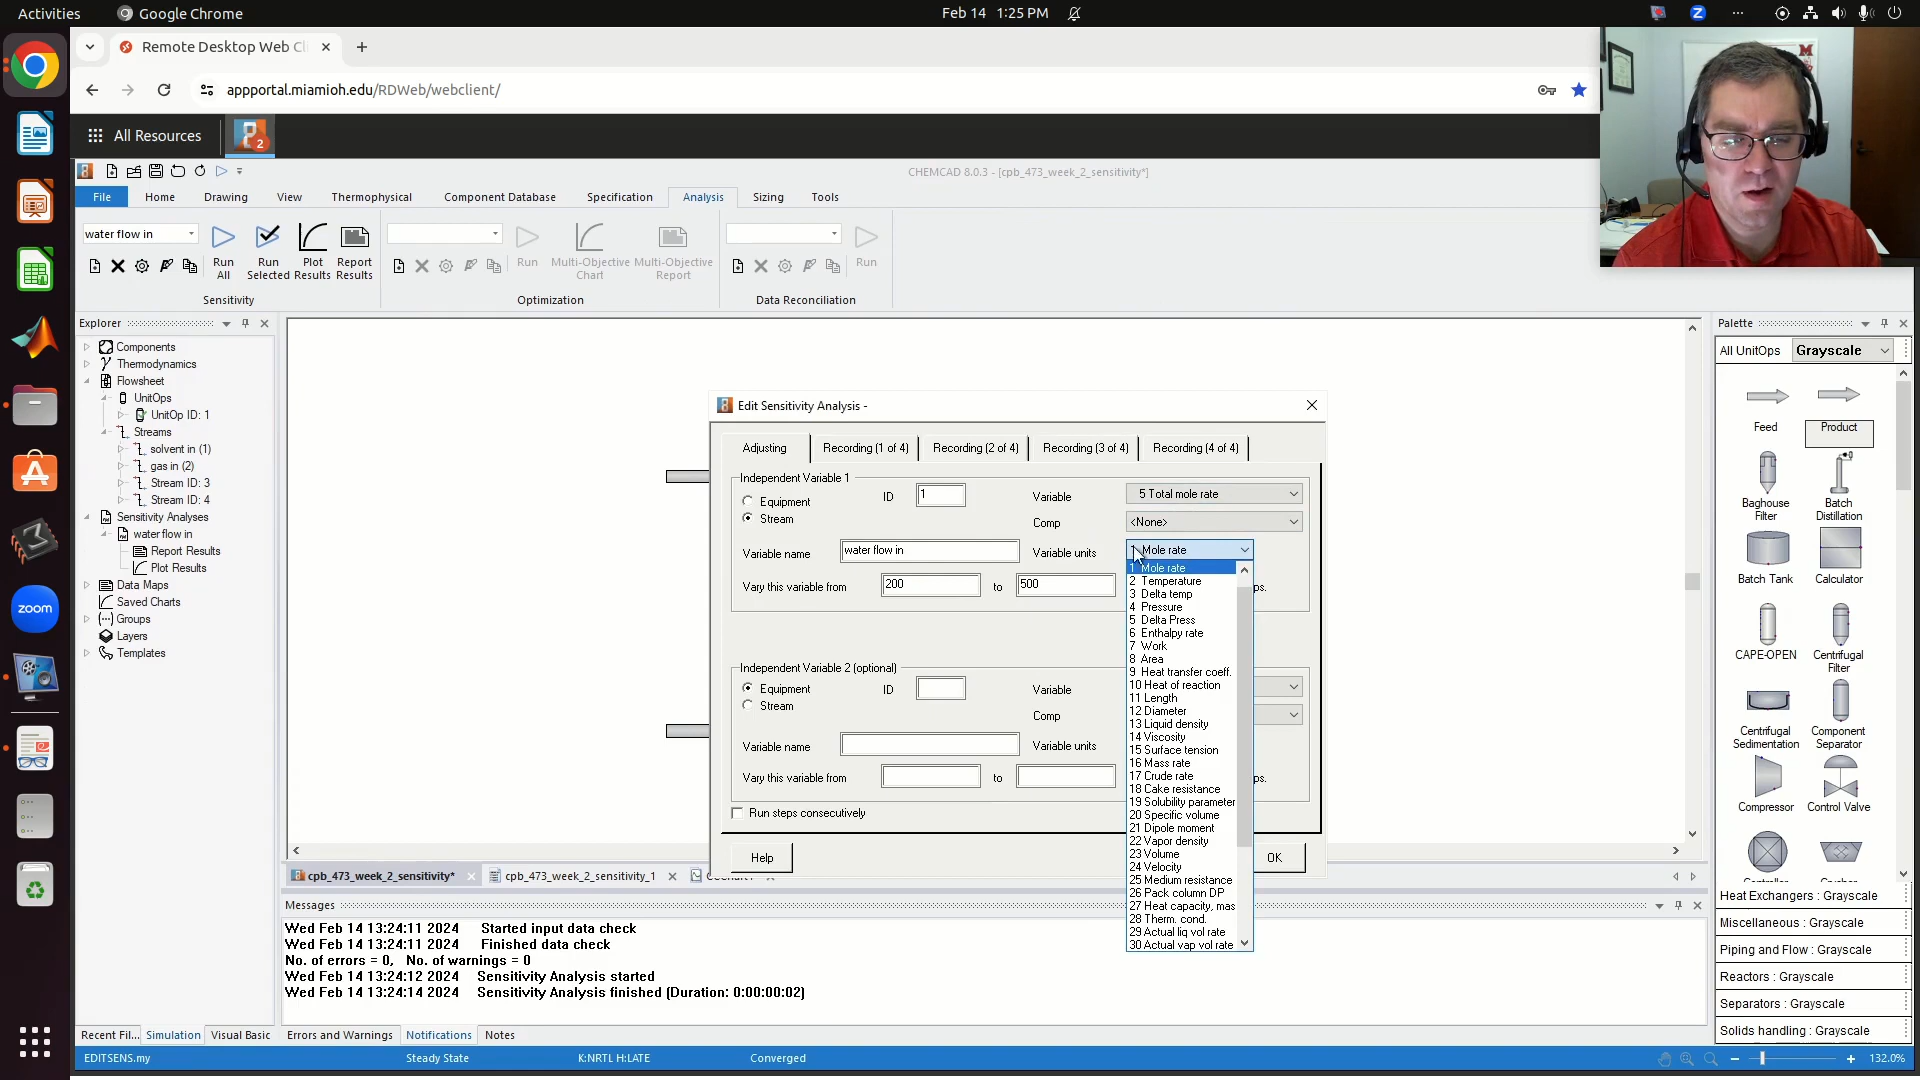 Activities
Google Chrome
Feb 14 1:25 PM
Remote Desktop Web Cl
appportal.miamioh.edu/RDWeb/webclient/
All Resources
2
CHEMCAD 8.0.3 - [cpb_473_week_2_sensitivity*]
File Home Drawing View Thermophysical Component Database Specification Analysis Sizing Tools
water flow in
Run All
Run Selected
Plot Results
Report Results
Run
Multi-Objective Chart
Multi-Objective Report
Run
Sensitivity
Optimization
Data Reconciliation
Explorer
Components
Thermodynamics
Flowsheet
UnitOps
UnitOp ID: 1
Streams
solvent in (1)
gas in (2)
Stream ID: 3
Stream ID: 4
Sensitivity Analyses
water flow in
Report Results
Plot Results
Data Maps
Saved Charts
Groups
Layers
Templates
Edit Sensitivity Analysis -
Adjusting
Recording (1 of 4)
Recording (2 of 4)
Recording (3 of 4)
Recording (4 of 4)
Independent Variable 1
Equipment
Stream
ID 1
Variable 5 Total mole rate
Comp <None>
Variable name water flow in
Variable units 1 Mole rate
Vary this variable from 200 to 500
ps.
1 Mole rate
2 Temperature
3 Delta temp
4 Pressure
5 Delta Press
6 Enthalpy rate
7 Work
8 Area
9 Heat transfer coeff.
10 Heat of reaction
11 Length
12 Diameter
13 Liquid density
14 Viscosity
15 Surface tension
16 Mass rate
17 Crude rate
18 Cake resistance
19 Solubility parameter
20 Specific volume
21 Dipole moment
22 Vapor density
23 Volume
24 Velocity
25 Medium resistance
26 Pack column DP
27 Heat capacity, mas
28 Therm. cond.
29 Actual liq vol rate
30 Actual vap vol rate
Independent Variable 2 (optional)
Equipment
Stream
ID
Variable
Comp
Variable name
Variable units
Vary this variable from to
ps.
Run steps consecutively
Help
OK
Palette
All UnitOps
Grayscale
Feed
Product
Baghouse Filter
Batch Distillation
Batch Tank
Calculator
CAPE-OPEN
Centrifugal Filter
Centrifugal Sedimentation
Component Separator
Compressor
Control Valve
Heat Exchangers : Grayscale
Miscellaneous : Grayscale
Piping and Flow : Grayscale
Reactors : Grayscale
Separators : Grayscale
Solids handling : Grayscale
cpb_473_week_2_sensitivity*
cpb_473_week_2_sensitivity_1
Messages
Wed Feb 14 13:24:11 2024 Started input data check
Wed Feb 14 13:24:11 2024 Finished data check
No. of errors = 0, No. of warnings = 0
Wed Feb 14 13:24:12 2024 Sensitivity Analysis started
Wed Feb 14 13:24:14 2024 Sensitivity Analysis finished (Duration: 0:00:00:02)
Recent Fil... Simulation Visual Basic
Errors and Warnings Notifications Notes
EDITSENS.my
Steady State
K:NRTL H:LATE
Converged
132.0%
zoom
Z
M